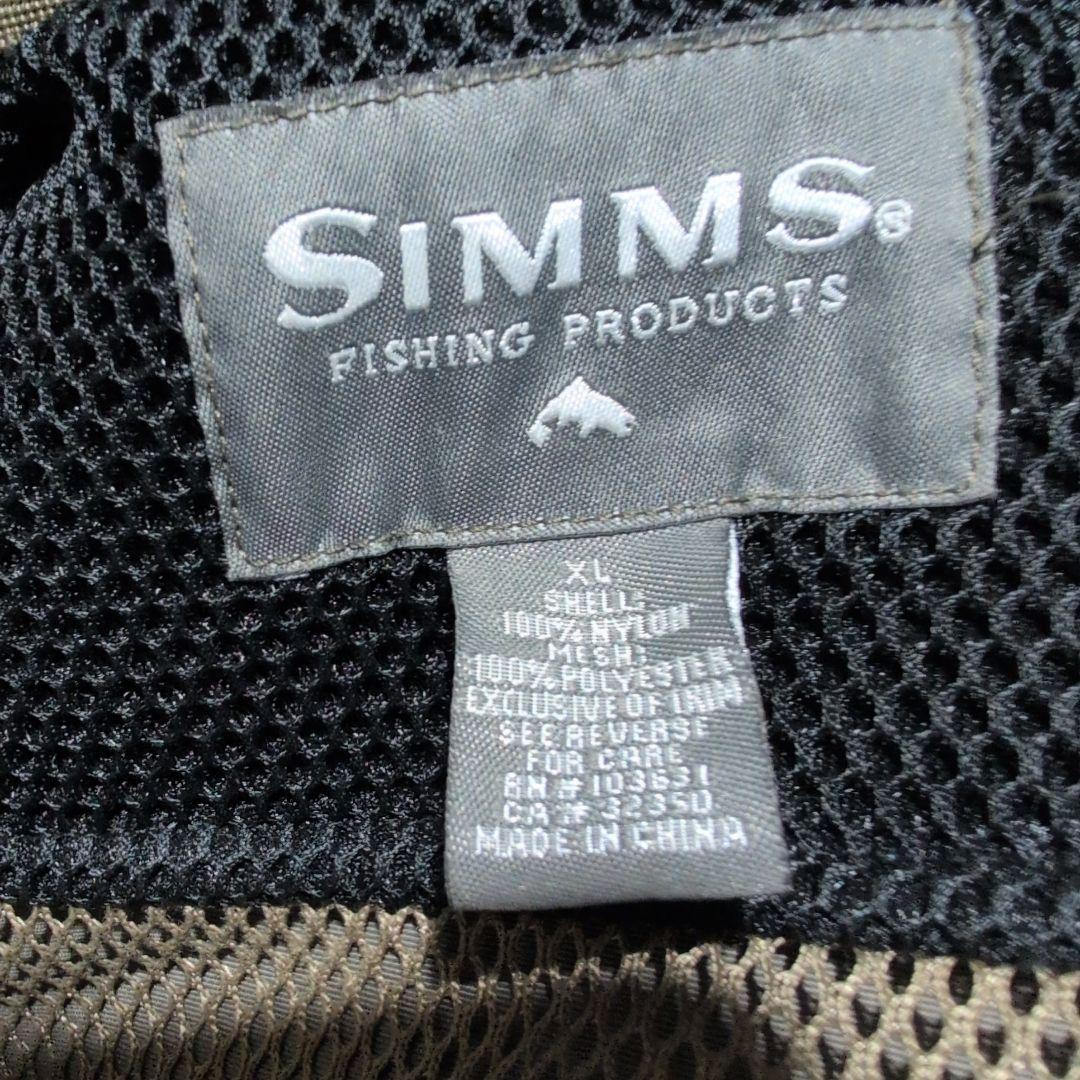 SIMMS®
FISHING PRODUCTS
XL
SHELL:
100% NYLON
MESH:
100% POLYESTER
EXCLUSIVE OF TRIM
SEE REVERSE
FOR CARE
RN# 103631
CA# 32350
MADE IN CHINA